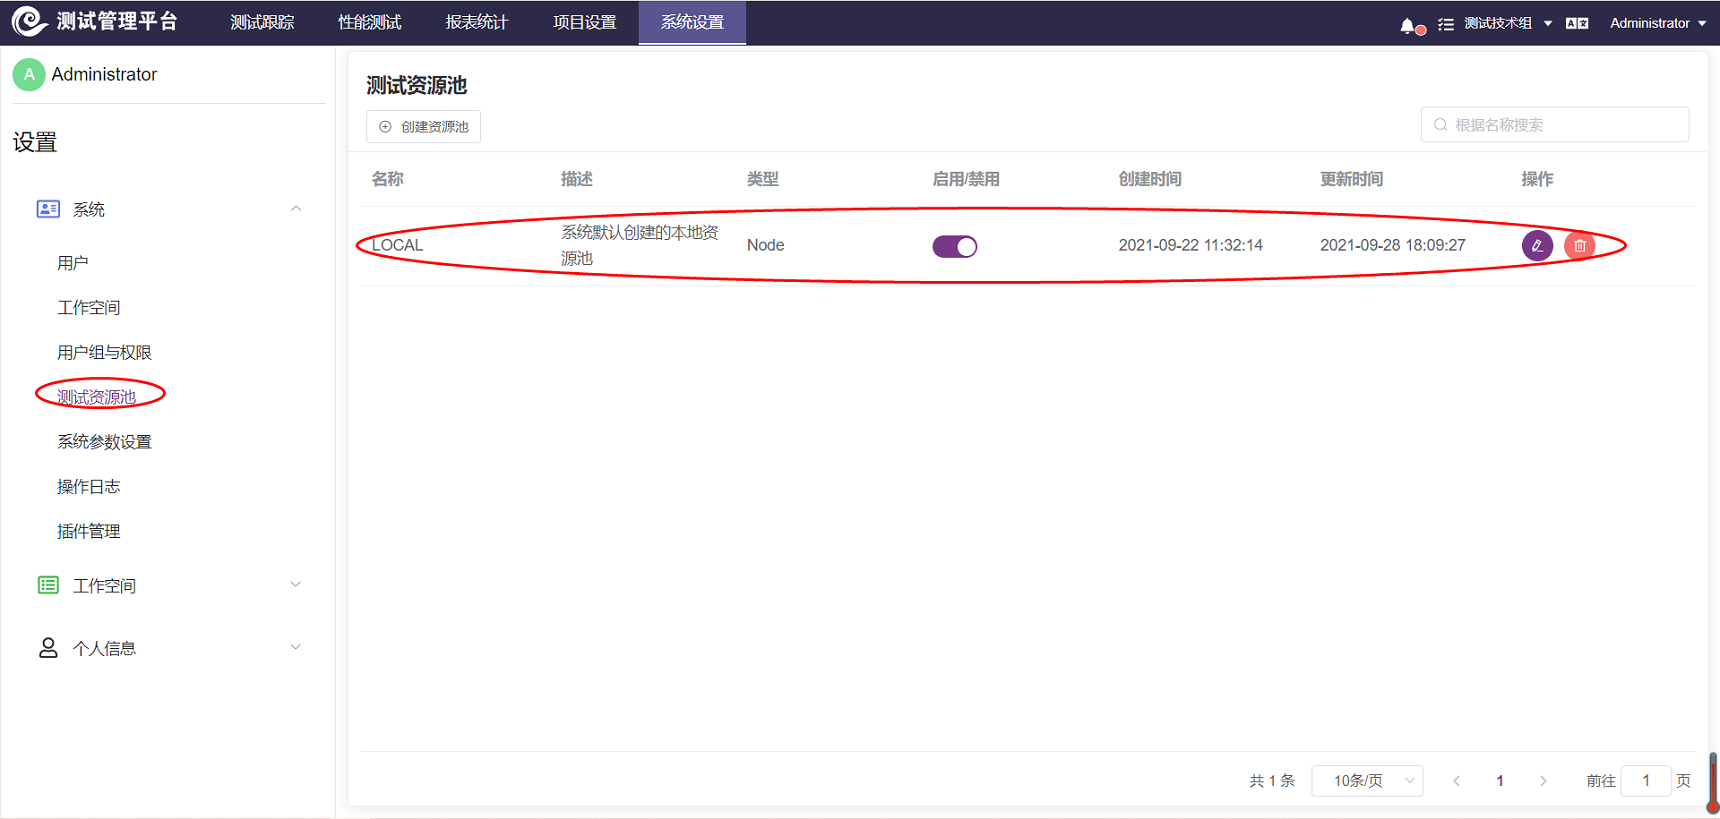 测试管理平台 测试跟踪 性能测试 报表统计 项目设置 系统设置 测试技术组 Administrator
A Administrator
设置
系统
用户
工作空间
用户组与权限
测试资源池
系统参数设置
操作日志
插件管理
工作空间
个人信息
测试资源池
创建资源池
根据名称搜索
名称 描述 类型 启用/禁用 创建时间 更新时间 操作
LOCAL 系统默认创建的本地资 Node 2021-09-22 11:32:14 2021-09-28 18:09:27
源池
共 1 条 10条/页 1 前往 1 页